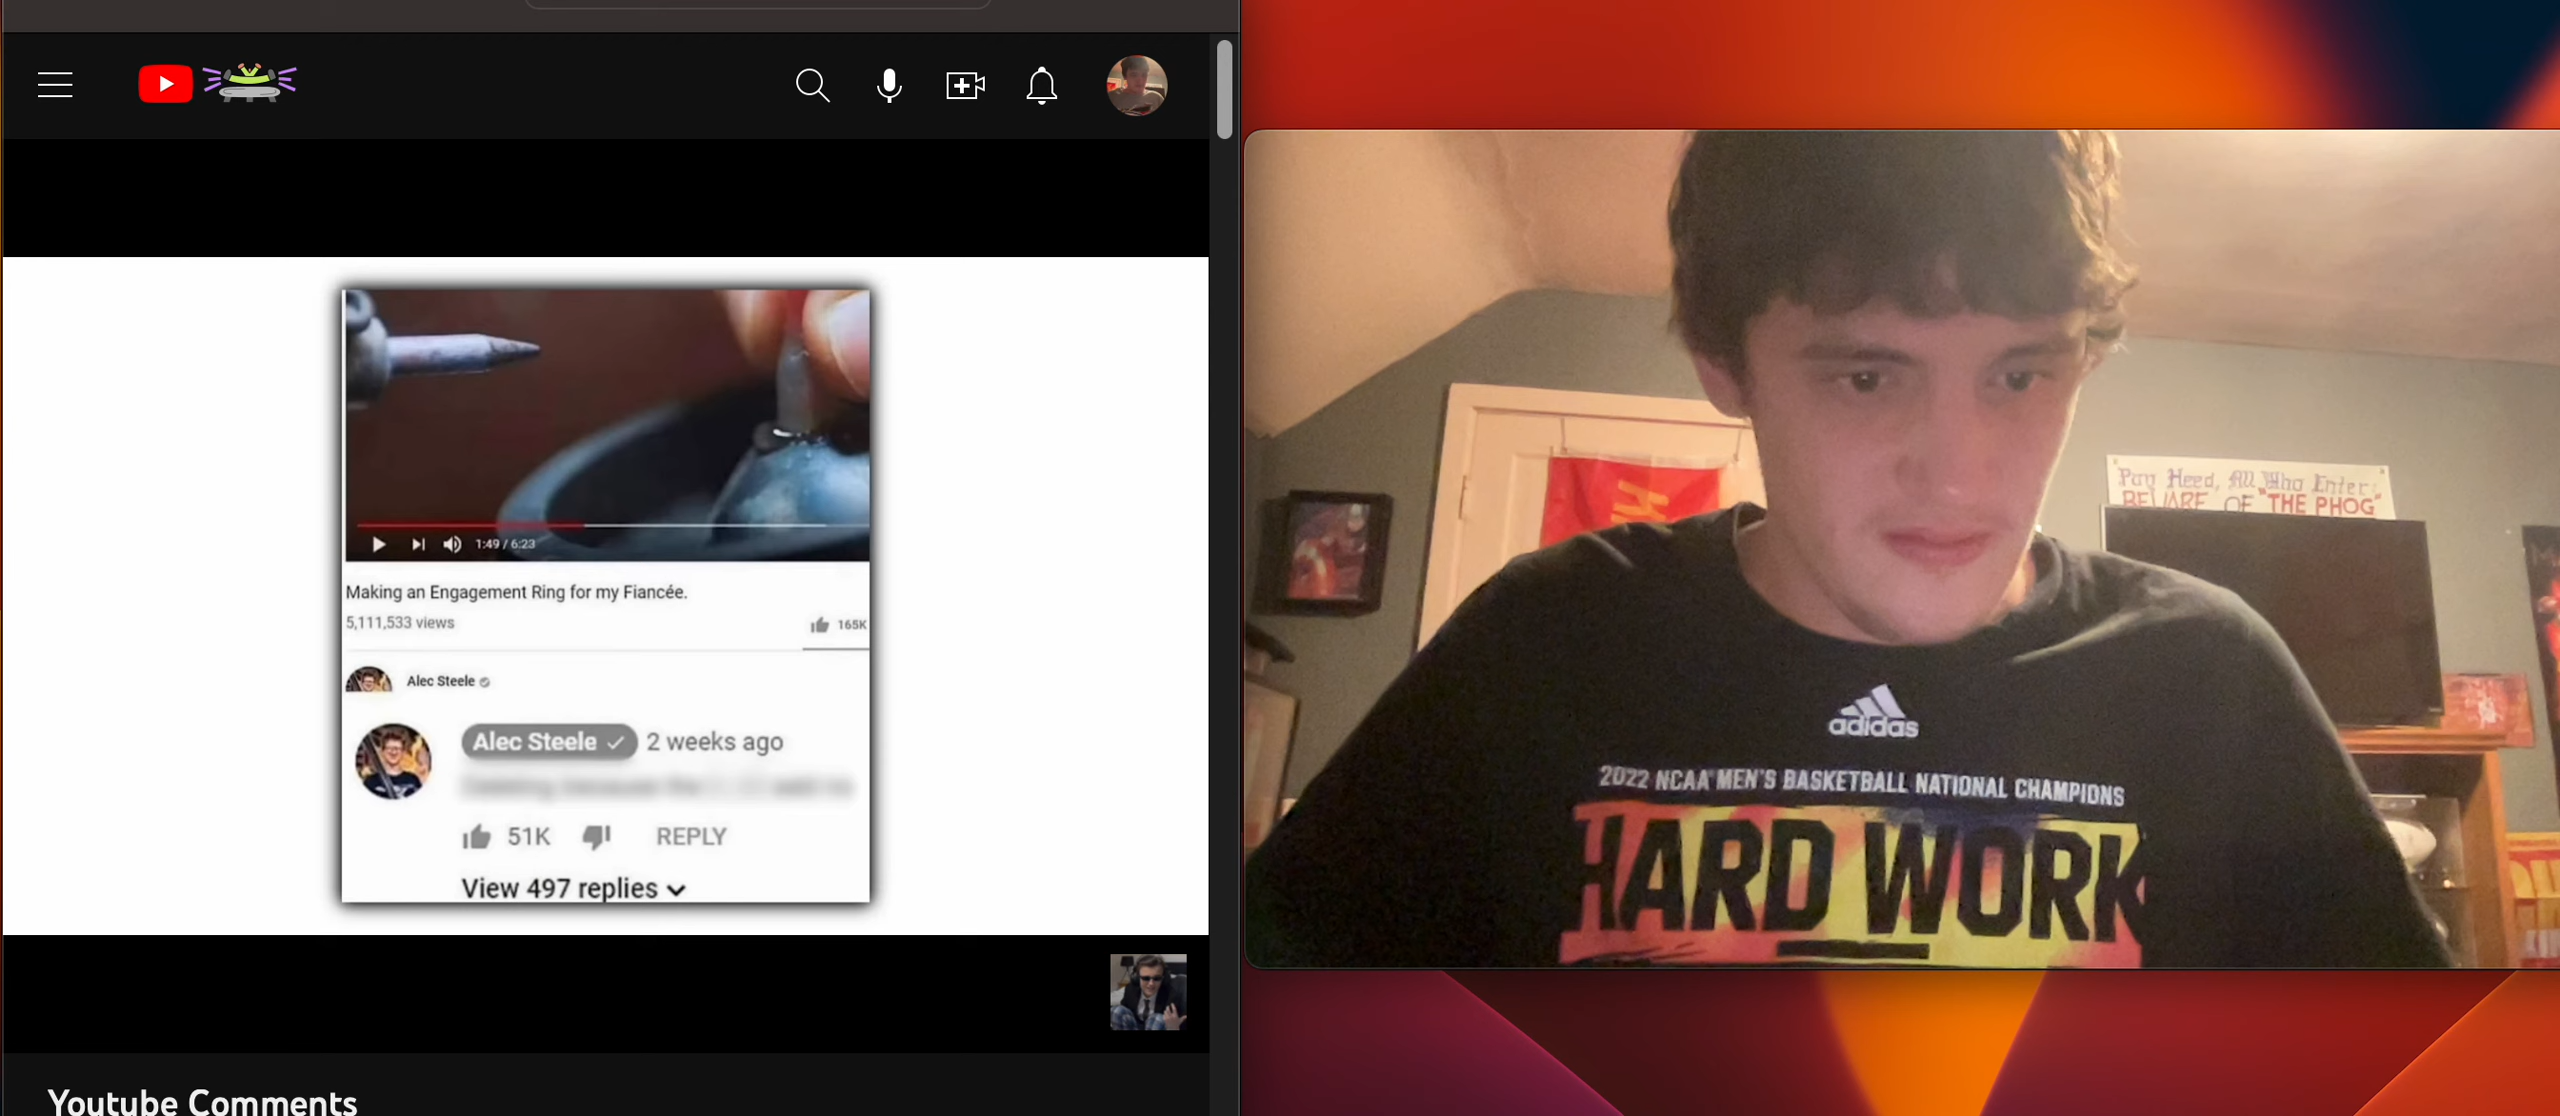 1:49 / 6:23
Making an Engagement Ring for my Fiancée.
5,111,533 views
165K
Alec Steele
Alec Steele 2 weeks ago
51K REPLY
View 497 replies
Youtube Comments
Pay Heed, All Who Enter:
BEWARE OF "THE PHOG"
adidas
2022 NCAA MEN'S BASKETBALL NATIONAL CHAMPIONS
HARD WORK